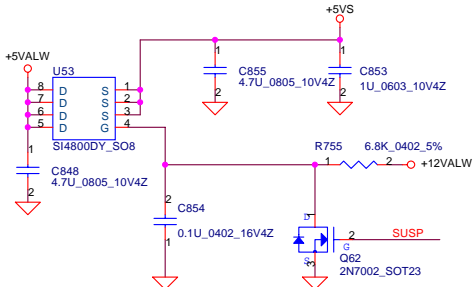 +5VS
+5VALW
U53
8 D S 1
7 D S 2
6 D S 3
5 D G 4
SI4800DY_SO8
1
C855
4.7U_0805_10V4Z
2
1
C853
1U_0603_10V4Z
2
1
C848
4.7U_0805_10V4Z
2
R755 6.8K_0402_5%
1 2 +12VALW
2
C854
0.1U_0402_16V4Z
1
D 1
2 SUSP
G
S 3
Q62
2N7002_SOT23